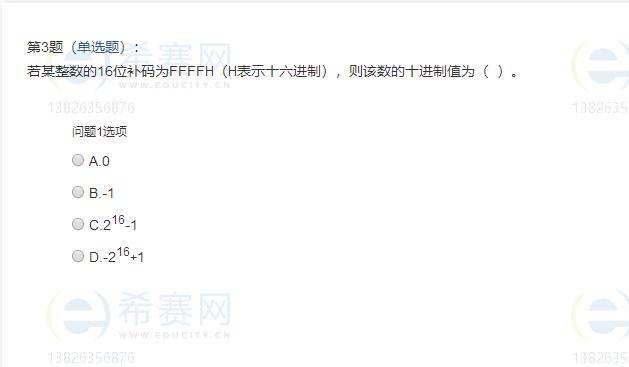 第3题（单选题）：
若某整数的16位补码为FFFFH（H表示十六进制），则该数的十进制值为（ ）。
希赛网
WWW.EDUCITY.CN
13826356876
138263
问题1选项
A.0
B.-1
C.2^16-1
D.-2^16+1
希赛网
WWW.EDUCITY.CN
13826356876
138263